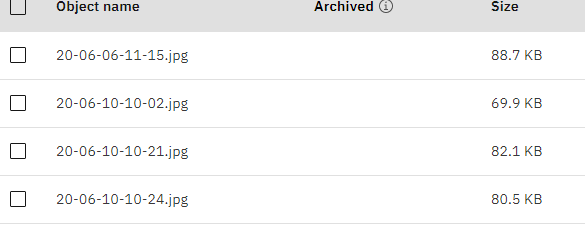 Object name Archived Size
20-06-06-11-15.jpg 88.7 KB
20-06-10-10-02.jpg 69.9 KB
20-06-10-10-21.jpg 82.1 KB
20-06-10-10-24.jpg 80.5 KB